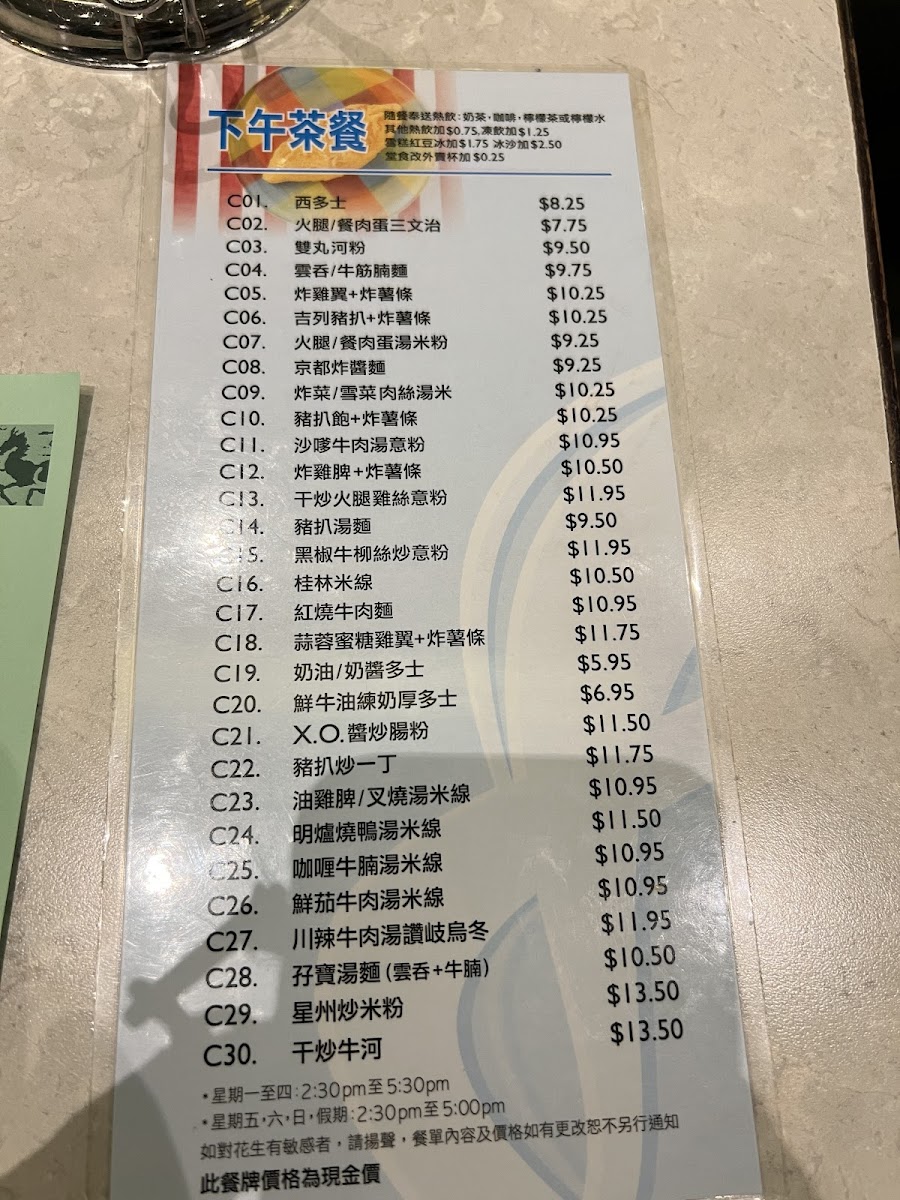 下午茶餐
隨餐奉送熱飲:奶茶,咖啡,檸檬茶或檸檬水
其他熱飲加$0.75,凍飲加$1.25
雪糕紅豆冰加$1.75 冰沙加$2.50
堂食改外賣杯加 $0.25
C01. 西多士 $8.25
C02. 火腿/餐肉蛋三文治 $7.75
C03. 雙丸河粉 $9.50
C04. 雲呑/牛筋腩麵 $9.75
C05. 炸雞翼+炸薯條 $10.25
C06. 吉列豬扒+炸薯條 $10.25
C07. 火腿/餐肉蛋湯米粉 $9.25
C08. 京都炸醬麵 $9.25
C09. 炸菜/雪菜肉絲湯米 $10.25
C10. 豬扒飽+炸薯條 $10.25
C11. 沙嗲牛肉湯意粉 $10.95
C12. 炸雞脾+炸薯條 $10.50
C13. 干炒火腿雞絲意粉 $11.95
C14. 豬扒湯麵 $9.50
C15. 黑椒牛柳絲炒意粉 $11.95
C16. 桂林米線 $10.50
C17. 紅燒牛肉麵 $10.95
C18. 蒜蓉蜜糖雞翼+炸薯條 $11.75
C19. 奶油/奶醬多士 $5.95
C20. 鮮牛油練奶厚多士 $6.95
C21. X.O.醬炒腸粉 $11.50
C22. 豬扒炒一丁 $11.75
C23. 油雞脾/叉燒湯米線 $10.95
C24. 明爐燒鴨湯米線 $11.50
C25. 咖喱牛腩湯米線 $10.95
C26. 鮮茄牛肉湯米線 $10.95
C27. 川辣牛肉湯讚岐烏冬 $11.95
C28. 孖寶湯麵(雲呑+牛腩) $10.50
C29. 星州炒米粉 $13.50
C30. 干炒牛河 $13.50
•星期一至四:2:30pm至5:30pm
•星期五,六,日,假期:2:30pm至5:00pm
如對花生有敏感者,請揚聲,餐單內容及價格如有更改恕不另行通知
此餐牌價格為現金價